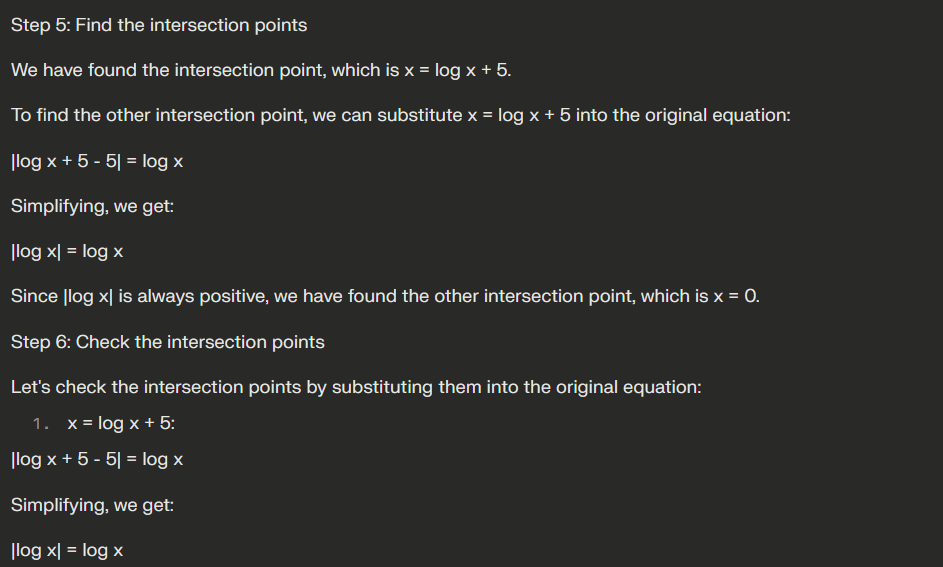 Step 5: Find the intersection points
We have found the intersection point, which is x = log x + 5.
To find the other intersection point, we can substitute x = log x + 5 into the original equation:
|log x + 5 - 5| = log x
Simplifying, we get:
|log x| = log x
Since |log x| is always positive, we have found the other intersection point, which is x = 0.
Step 6: Check the intersection points
Let's check the intersection points by substituting them into the original equation:
1. x = log x + 5:
|log x + 5 - 5| = log x
Simplifying, we get:
|log x| = log x